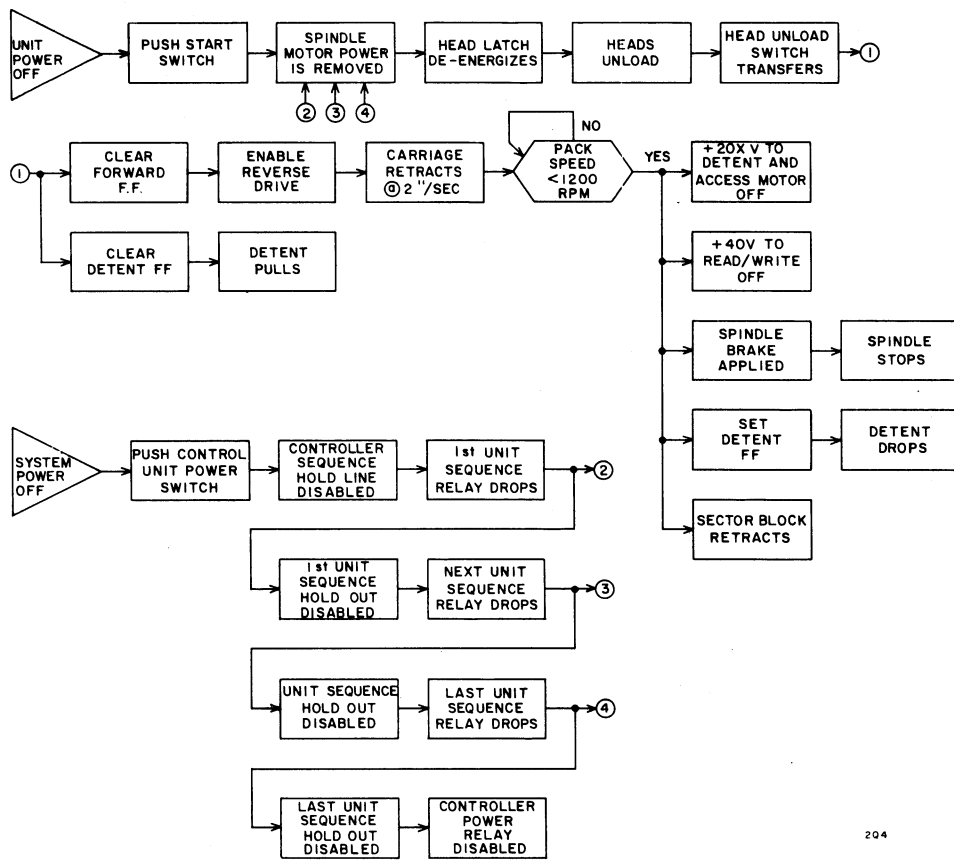 UNIT
POWER
OFF
PUSH START
SWITCH
SPINDLE
MOTOR POWER
IS REMOVED
HEAD LATCH
DE-ENERGIZES
HEADS
UNLOAD
HEAD UNLOAD
SWITCH
TRANSFERS
1
2
3
4
1
CLEAR
FORWARD
F.F.
ENABLE
REVERSE
DRIVE
CARRIAGE
RETRACTS
@ 2"/SEC
NO
PACK
SPEED
<1200
RPM
YES
+20X V TO
DETENT AND
ACCESS MOTOR
OFF
CLEAR
DETENT FF
DETENT
PULLS
+40V TO
READ/WRITE
OFF
SPINDLE
BRAKE
APPLIED
SPINDLE
STOPS
SET
DETENT
FF
DETENT
DROPS
SECTOR BLOCK
RETRACTS
SYSTEM
POWER
OFF
PUSH CONTROL
UNIT POWER
SWITCH
CONTROLLER
SEQUENCE
HOLD LINE
DISABLED
1st UNIT
SEQUENCE
RELAY DROPS
2
1st UNIT
SEQUENCE
HOLD OUT
DISABLED
NEXT UNIT
SEQUENCE
RELAY DROPS
3
UNIT SEQUENCE
HOLD OUT
DISABLED
LAST UNIT
SEQUENCE
RELAY DROPS
4
LAST UNIT
SEQUENCE
HOLD OUT
DISABLED
CONTROLLER
POWER
RELAY
DISABLED
2Q4